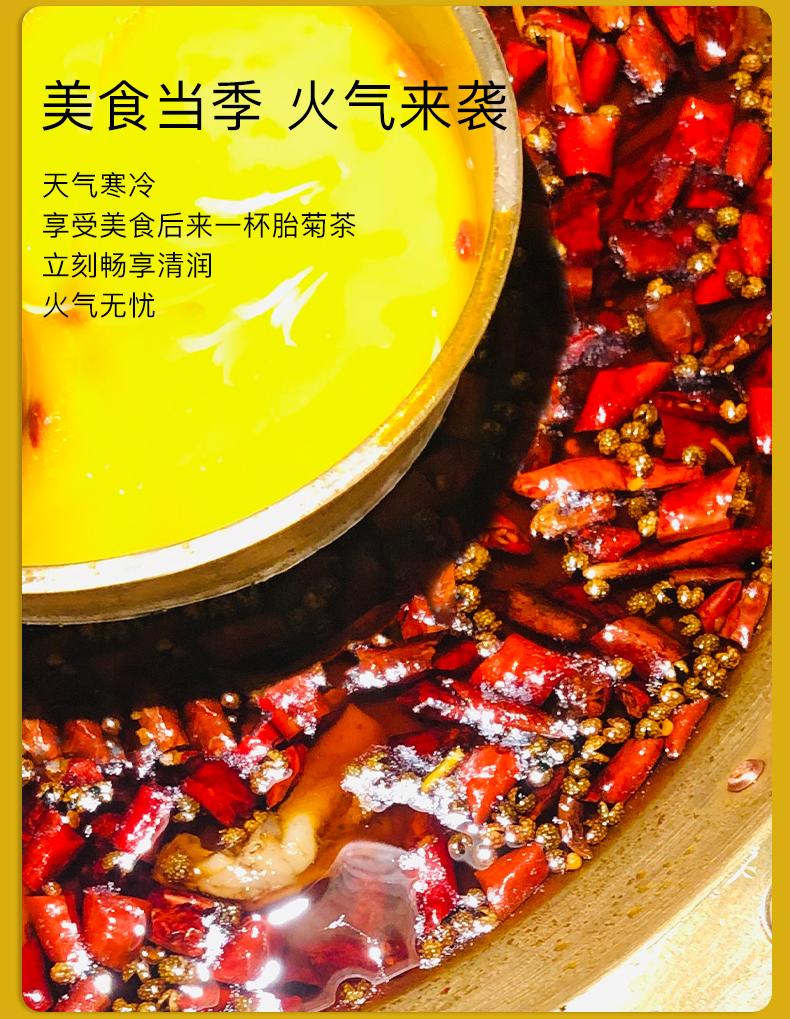 美食当季 火气来袭
天气寒冷
享受美食后来一杯胎菊茶
立刻畅享清润
火气无忧